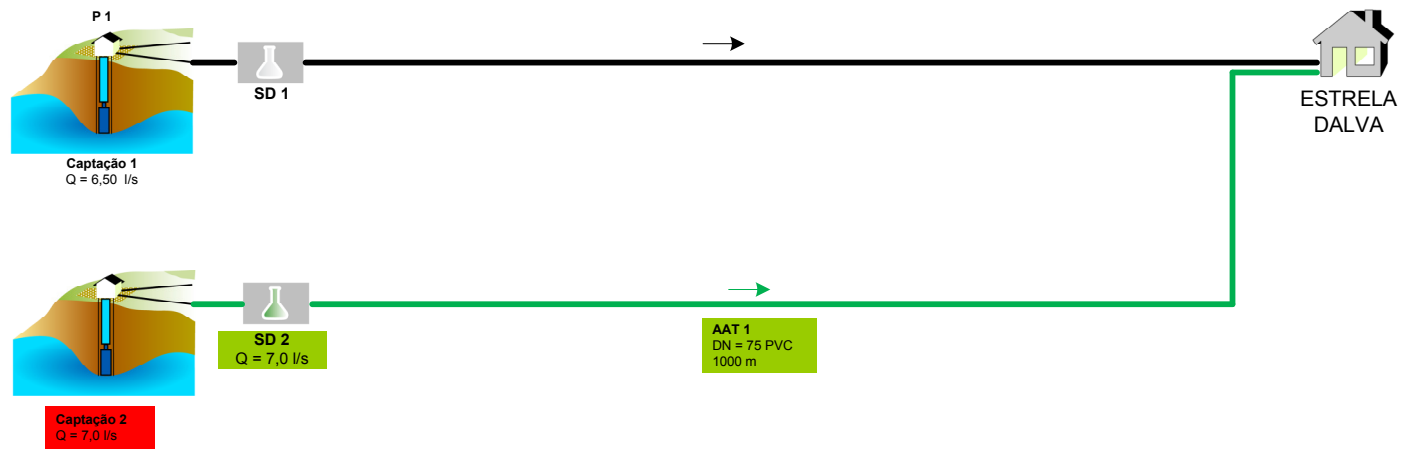 P 1
SD 1
Captação 1
Q = 6,50 l/s
ESTRELA
DALVA
SD 2
Q = 7,0 l/s
AAT 1
DN = 75 PVC
1000 m
Captação 2
Q = 7,0 l/s